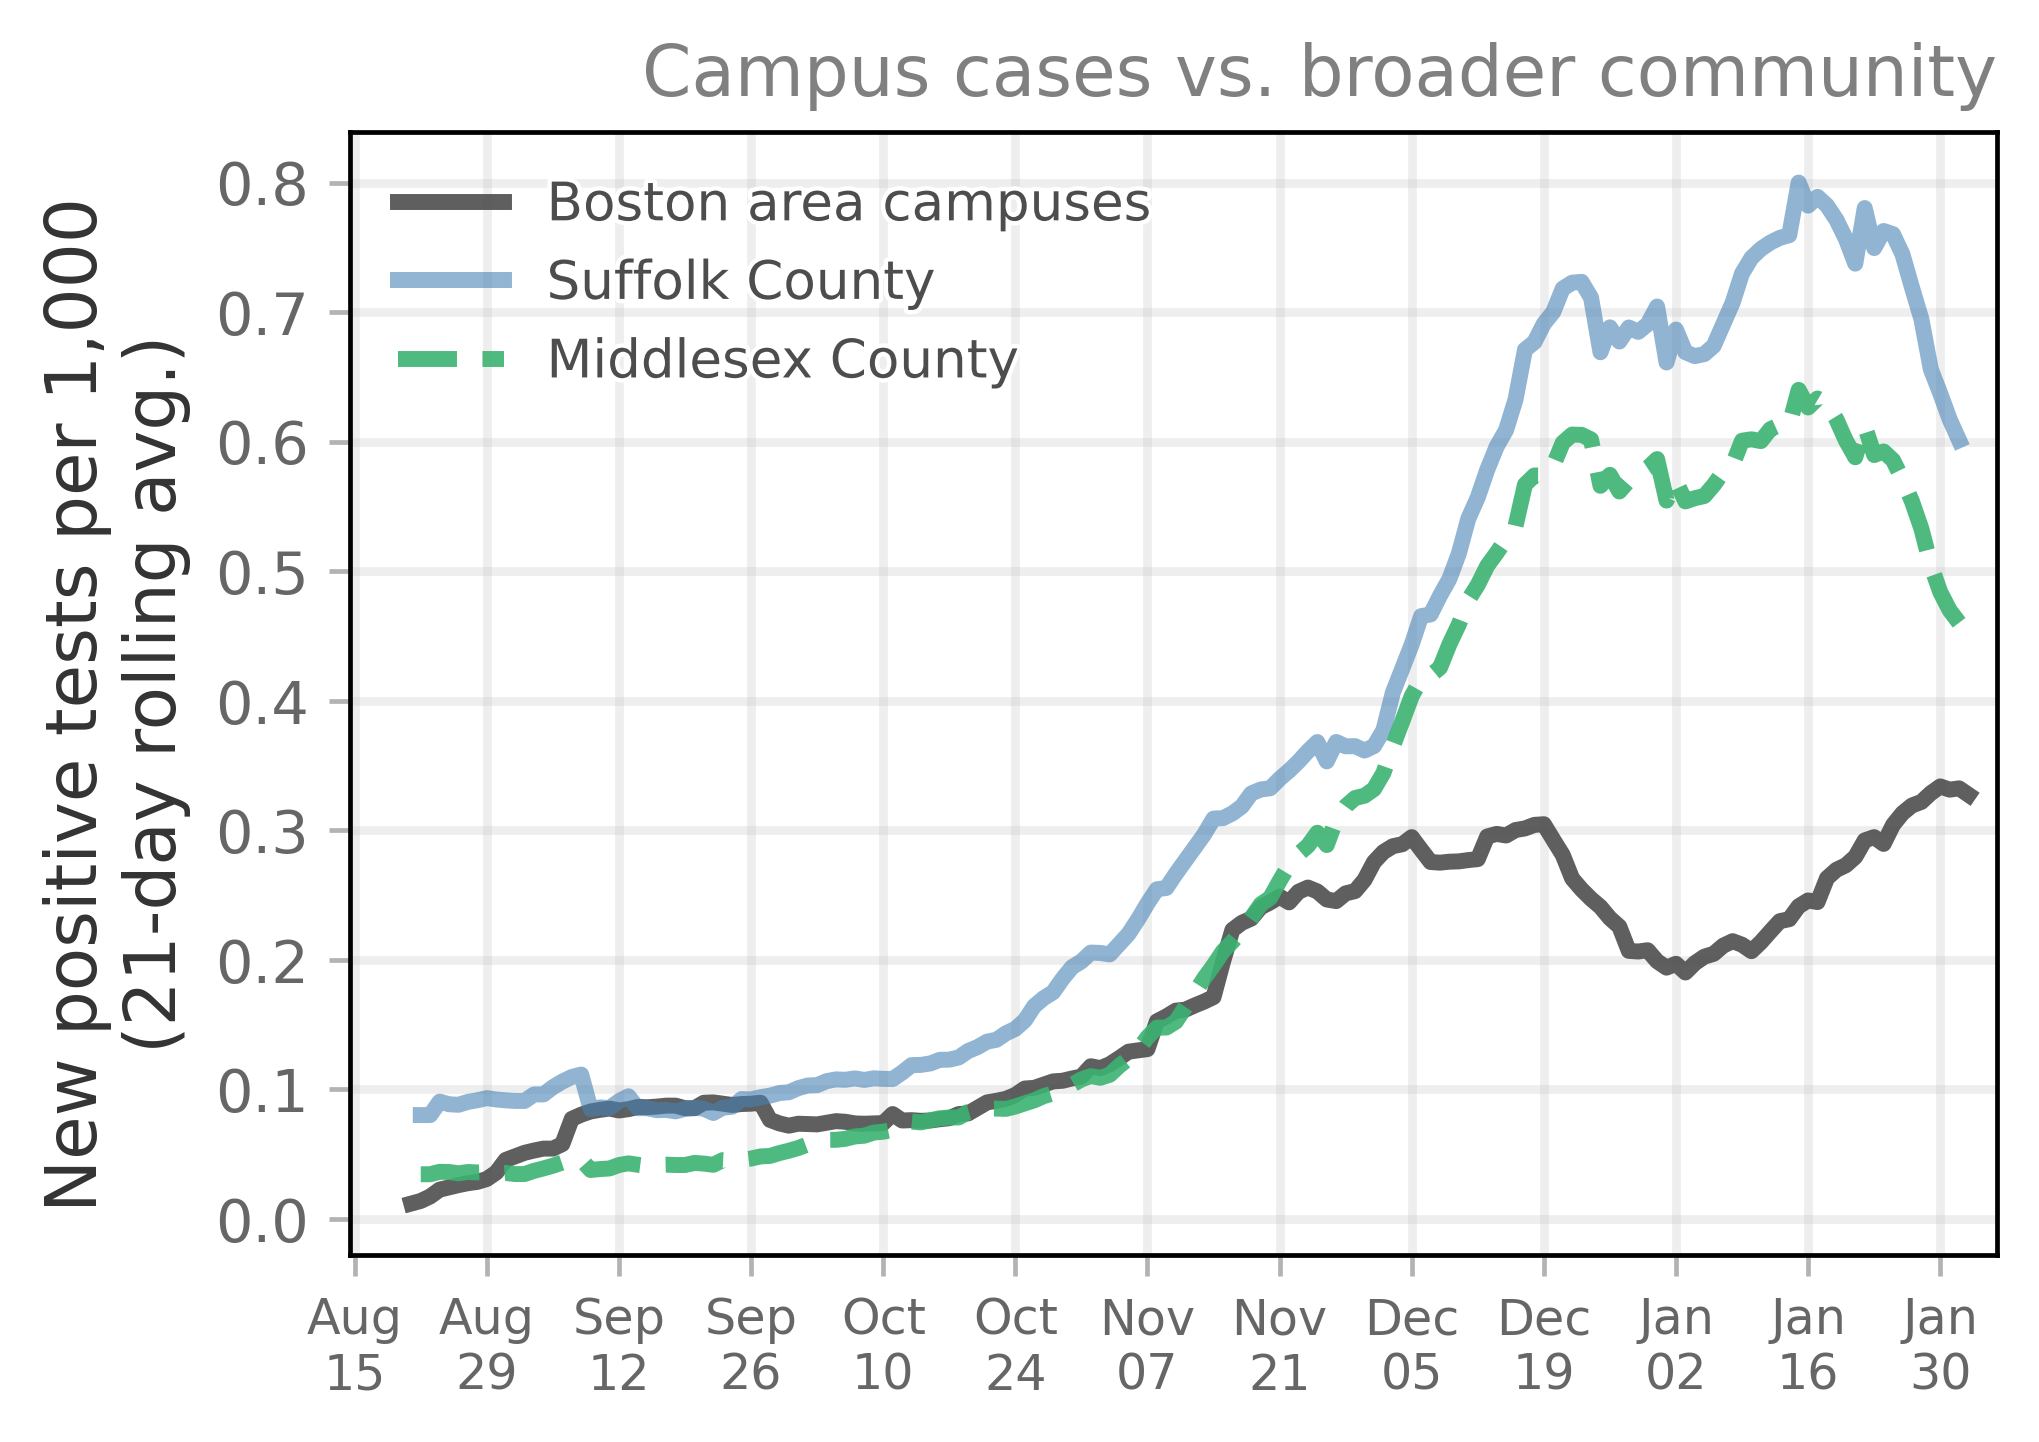 Campus cases vs. broader community
New positive tests per 1,000
(21-day rolling avg.)
0.8
0.7
0.6
0.5
0.4
0.3
0.2
0.1
0.0
Boston area campuses
Suffolk County
Middlesex County
Aug Aug Sep Sep Oct Oct Nov Nov Dec Dec Jan Jan Jan
15 29 12 26 10 24 07 21 05 19 02 16 30